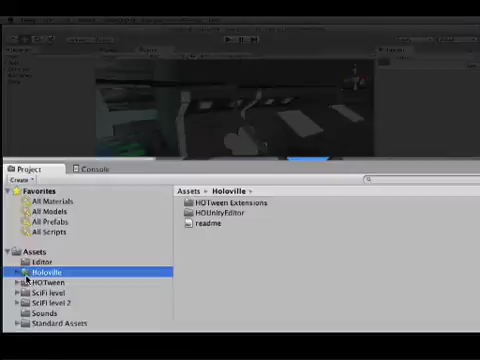 Project
Console
Create
Favorites
All Materials
All Models
All Prefabs
All Scripts
Assets
Editor
Holoville
HOTween
SciFi level
SciFi level 2
Sounds
Standard Assets
Assets ▸ Holoville ▸
HOTween Extensions
HOUnityEditor
readme